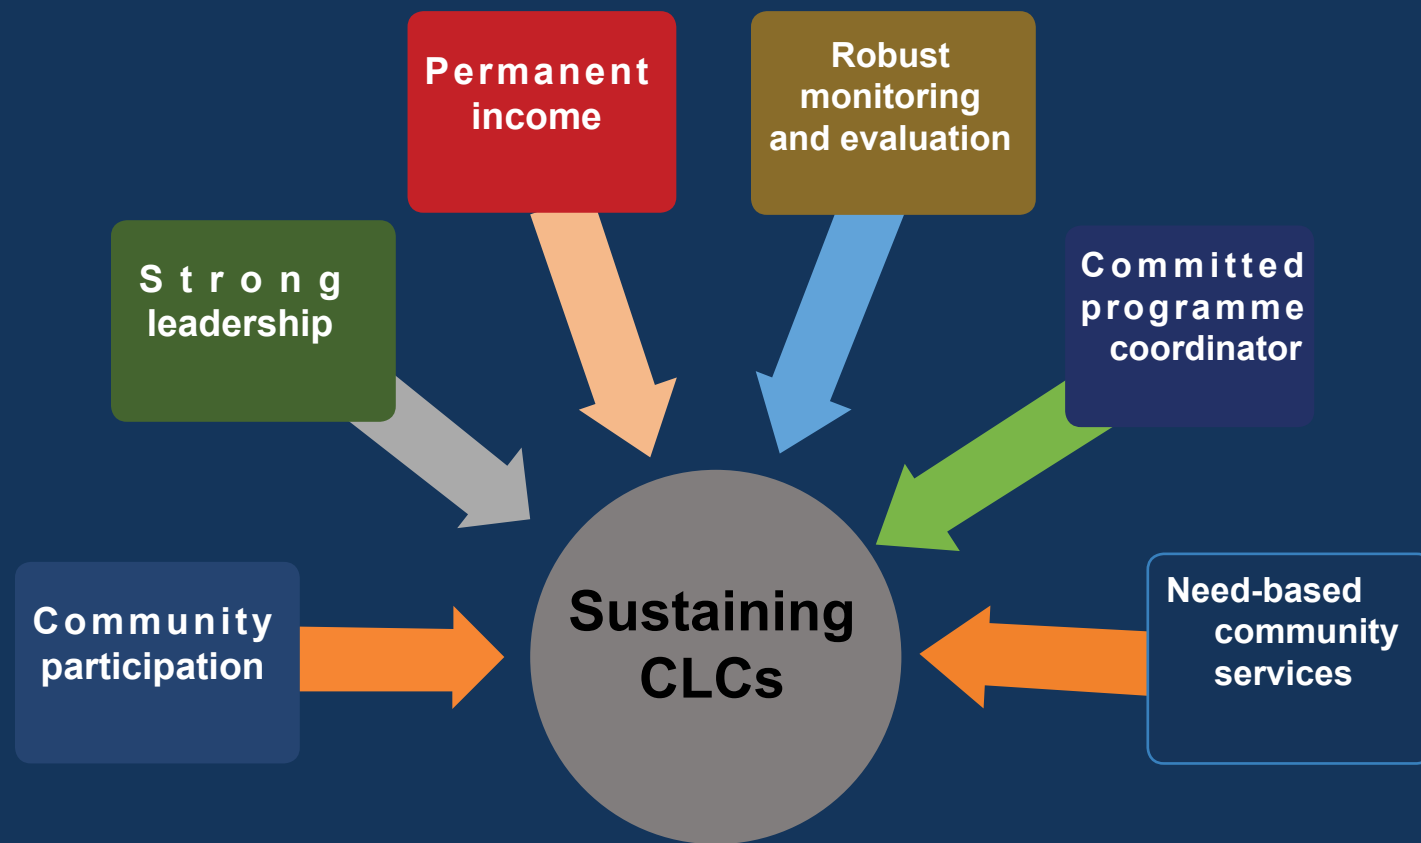 Permanent
income
Robust
monitoring
and evaluation
Strong
leadership
Committed
programme
coordinator
Community
participation
Need-based
community
services
Sustaining
CLCs